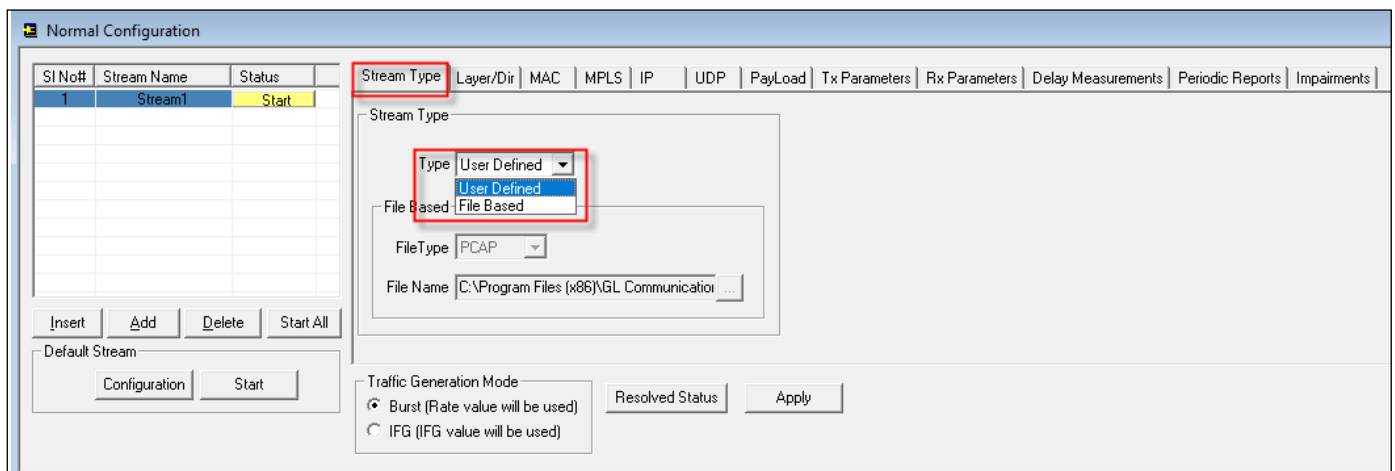 Normal Configuration
Sl No# Stream Name Status
1 Stream1 Start
Insert Add Delete Start All
Default Stream
Configuration Start
Stream Type Layer/Dir MAC MPLS IP UDP PayLoad Tx Parameters Rx Parameters Delay Measurements Periodic Reports Impairments
Stream Type
Type User Defined
User Defined
File Based
File Based
FileType PCAP
File Name C:\Program Files (x86)\GL Communication ...
Traffic Generation Mode
Burst (Rate value will be used)
IFG (IFG value will be used)
Resolved Status Apply